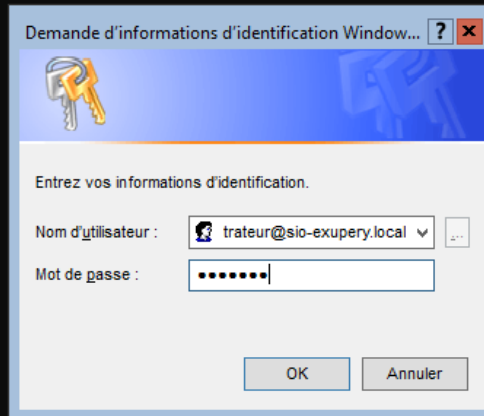 Demande d'informations d'identification Window... ? ×
Entrez vos informations d'identification.
Nom d'utilisateur : trateur@sio-exupery.local ...
Mot de passe : •••••••
OK Annuler